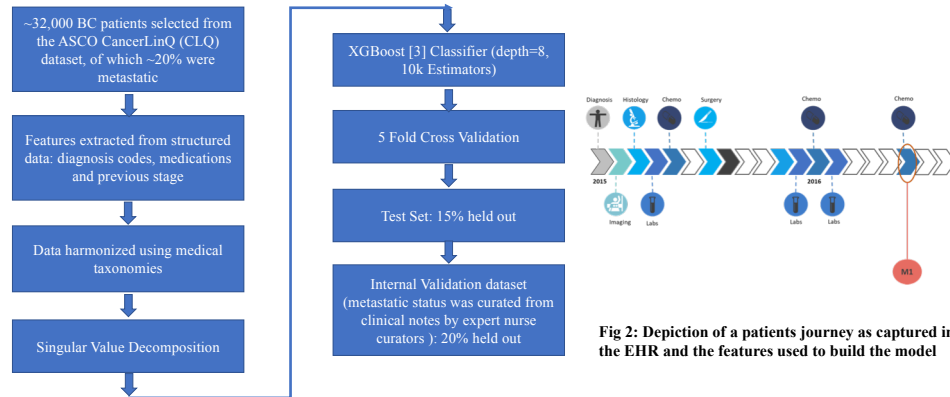 ~32,000 BC patients selected from
the ASCO CancerLinQ (CLQ)
dataset, of which ~20% were
metastatic
Features extracted from structured
data: diagnosis codes, medications
and previous stage
Data harmonized using medical
taxonomies
Singular Value Decomposition
XGBoost [3] Classifier (depth=8,
10k Estimators)
5 Fold Cross Validation
Test Set: 15% held out
Internal Validation dataset
(metastatic status was curated from
clinical notes by expert nurse
curators ): 20% held out
Diagnosis Histology Chemo Surgery Chemo Chemo
2015 2016
Imaging Labs Labs Labs
M1
Fig 2: Depiction of a patients journey as captured in
the EHR and the features used to build the model